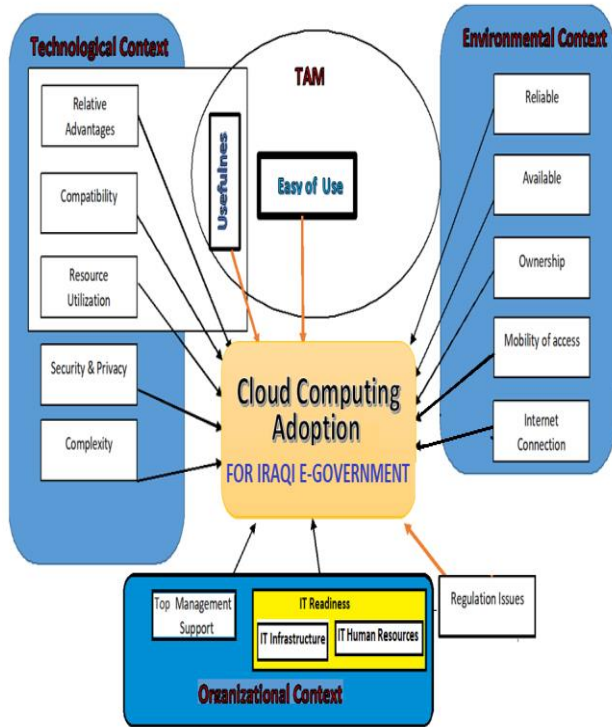 Technological Context
Relative
Advantages
Compatibility
Resource
Utilization
Security & Privacy
Complexity
TAM
Usefulnes
Easy of Use
Environmental Context
Reliable
Available
Ownership
Mobility of access
Internet
Connection
Cloud Computing
Adoption
FOR IRAQI E-GOVERNMENT
Top Management
Support
IT Readiness
IT Infrastructure
IT Human Resources
Organizational Context
Regulation Issues